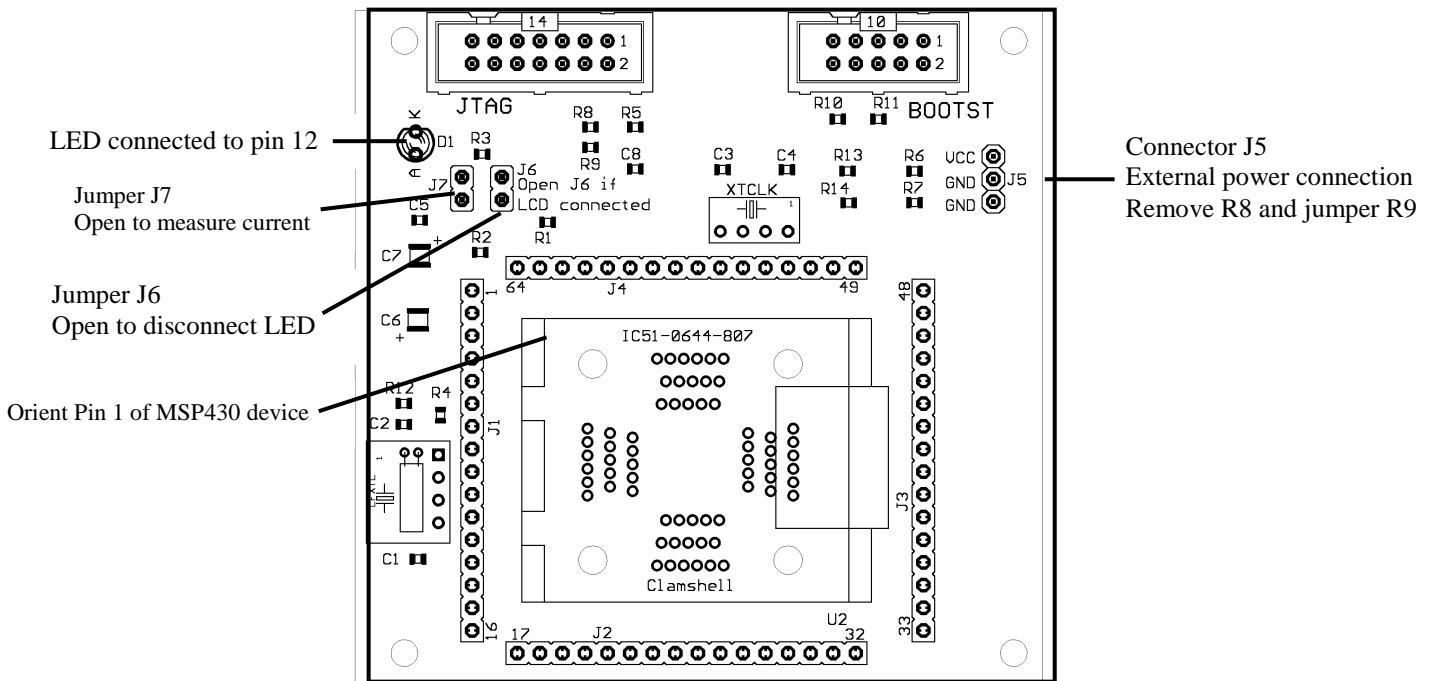 14
10
1
2
1
2
JTAG
BOOTST
K
A
D1
LED connected to pin 12
R3
R8
R5
R9
C8
R10
R11
C3
C4
R13
R14
R6
R7
VCC
GND
GND
J5
Connector J5
External power connection
Remove R8 and jumper R9
Jumper J7
Open to measure current
J7
J6
Open J6 if
LCD connected
XTCLK
1
C5
R1
R2
C7
+
64
J4
49
Jumper J6
Open to disconnect LED
1
48
C6
+
IC51-0644-807
Orient Pin 1 of MSP430 device
R12
R4
C2
J1
1
LFXTC
J3
C1
Clamshell
16
33
17
J2
U2
32